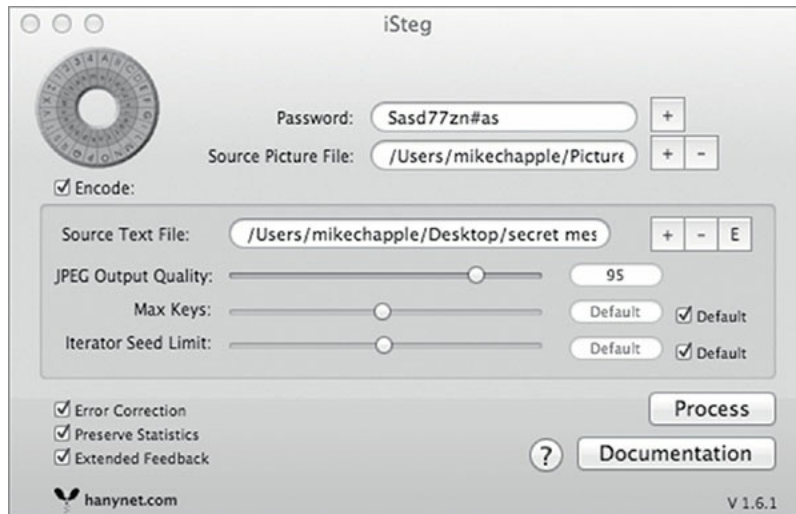 iSteg
Password: Sasd77zn#as +
Source Picture File: /Users/mikechapple/Picture + -
Encode:
Source Text File: /Users/mikechapple/Desktop/secret mes + - E
JPEG Output Quality: 95
Max Keys: Default Default
Iterator Seed Limit: Default Default
Error Correction
Preserve Statistics
Extended Feedback
Process
? Documentation
hanynet.com
V 1.6.1